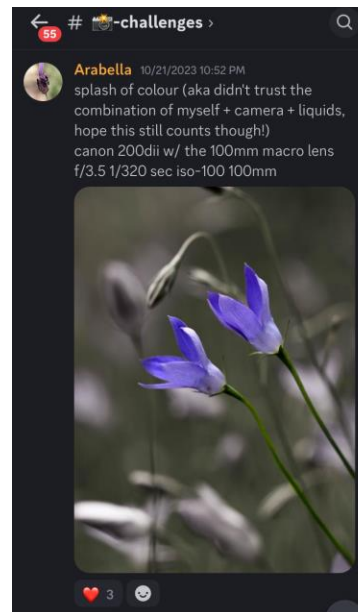 55
# 📸-challenges >
Arabella 10/21/2023 10:52 PM
splash of colour (aka didn't trust the
combination of myself + camera + liquids,
hope this still counts though!)
canon 200dii w/ the 100mm macro lens
f/3.5 1/320 sec iso-100 100mm
3